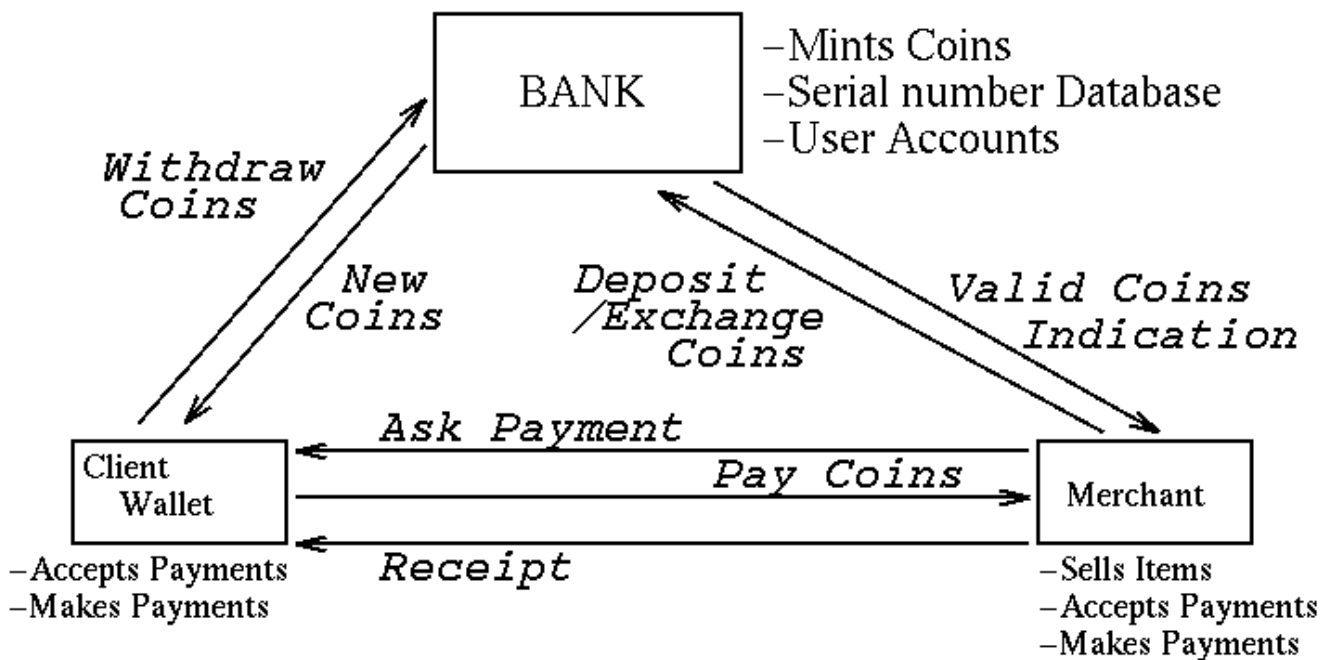 BANK
–Mints Coins
–Serial number Database
–User Accounts
Withdraw
Coins
New
Coins
Deposit
/Exchange
Coins
Valid Coins
Indication
Ask Payment
Pay Coins
Receipt
Client
Wallet
–Accepts Payments
–Makes Payments
Merchant
–Sells Items
–Accepts Payments
–Makes Payments